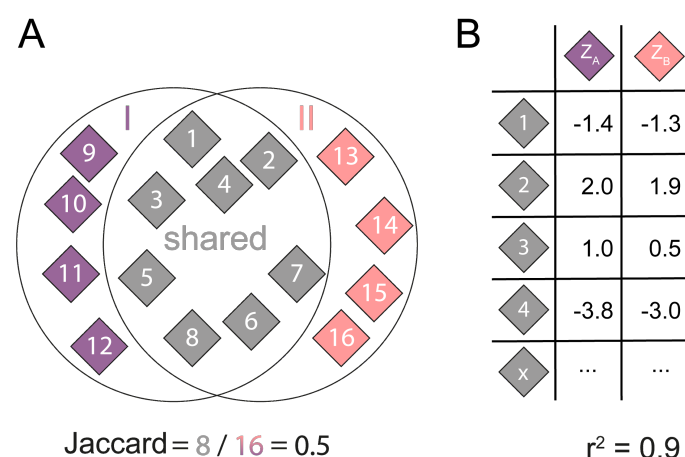 A
I
II
1
2
3
4
shared
5
6
7
8
9
10
11
12
13
14
15
16
Jaccard = 8 / 16 = 0.5
B
Z_A Z_B
1 -1.4 -1.3
2 2.0 1.9
3 1.0 0.5
4 -3.8 -3.0
x ... ...
r² = 0.9